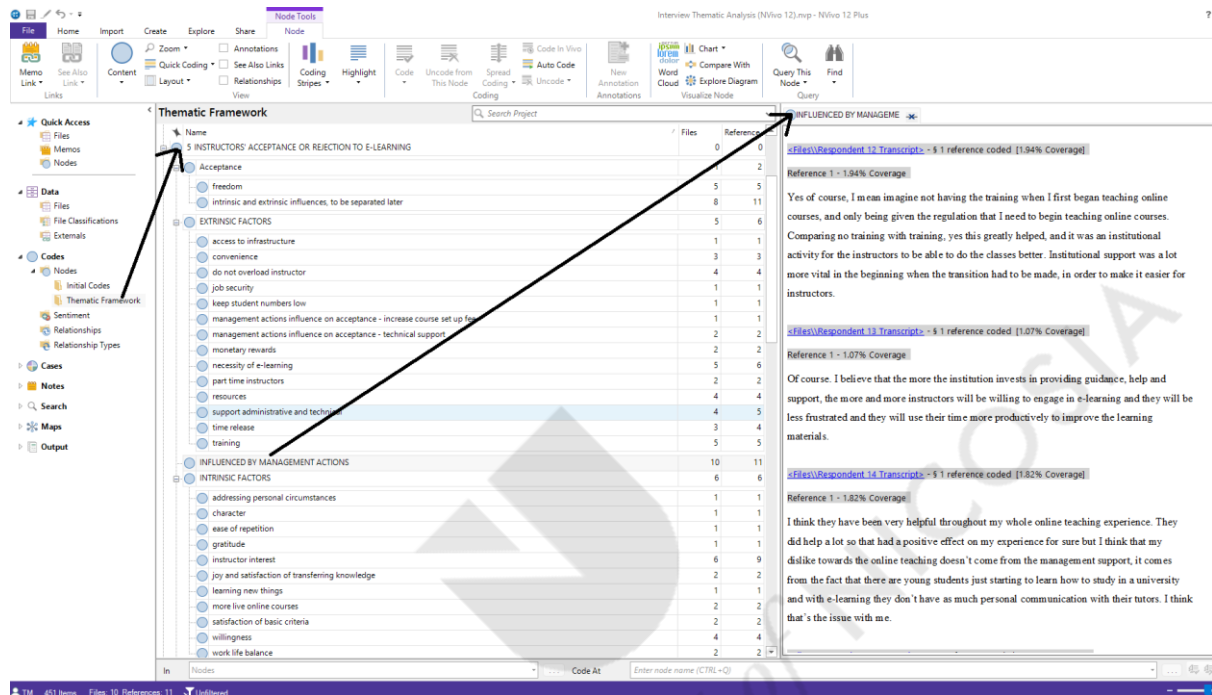 Node Tools
Interview Thematic Analysis (NVivo 12).nvp - NVivo 12 Plus
?
File Home Import Create Explore Share Node
Memo Link
See Also Link
Links
Content
Zoom
Quick Coding
Layout
Annotations
See Also Links
Relationships
View
Coding Stripes
Highlight
Code
Uncode from This Node
Spread Coding
Code In Vivo
Auto Code
Uncode
Coding
New Annotation
Annotations
Word Cloud
Chart
Compare With
Explore Diagram
Visualize Node
Query This Node
Find
Query
Quick Access
Files
Memos
Nodes
Data
Files
File Classifications
Externals
Codes
Nodes
Initial Codes
Thematic Framework
Sentiment
Relationships
Relationship Types
Cases
Notes
Search
Maps
Output
Thematic Framework
Search Project
Name Files Reference
5 INSTRUCTORS' ACCEPTANCE OR REJECTION TO E-LEARNING 0 0
Acceptance 2
freedom 5 5
intrinsic and extrinsic influences, to be separated later 8 11
EXTRINSIC FACTORS 5 6
access to infrastructure 1 1
convenience 3 3
do not overload instructor 4 4
job security 1 1
keep student numbers low 1 1
management actions influence on acceptance - increase course set up fee 1 1
management actions influence on acceptance - technical support 2 2
monetary rewards 2 2
necessity of e-learning 5 6
part time instructors 2 2
resources 4 4
support administrative and technical 4 5
time release 3 4
training 5 5
INFLUENCED BY MANAGEMENT ACTIONS 10 11
INTRINSIC FACTORS 6 6
addressing personal circumstances 1 1
character 1 1
ease of repetition 1 1
gratitude 1 1
instructor interest 6 9
joy and satisfaction of transferring knowledge 2 2
learning new things 1 1
more live online courses 2 2
satisfaction of basic criteria 2 2
willingness 4 4
work life balance 2 2
INFLUENCED BY MANAGEME
<Files\\Respondent 12 Transcript> - § 1 reference coded [1.94% Coverage]
Reference 1 - 1.94% Coverage
Yes of course, I mean imagine not having the training when I first began teaching online
courses, and only being given the regulation that I need to begin teaching online courses.
Comparing no training with training, yes this greatly helped, and it was an institutional
activity for the instructors to be able to do the classes better. Institutional support was a lot
more vital in the beginning when the transition had to be made, in order to make it easier for
instructors.
<Files\\Respondent 13 Transcript> - § 1 reference coded [1.07% Coverage]
Reference 1 - 1.07% Coverage
Of course. I believe that the more the institution invests in providing guidance, help and
support, the more and more instructors will be willing to engage in e-learning and they will be
less frustrated and they will use their time more productively to improve the learning
materials.
<Files\\Respondent 14 Transcript> - § 1 reference coded [1.82% Coverage]
Reference 1 - 1.82% Coverage
I think they have been very helpful throughout my whole online teaching experience. They
did help a lot so that had a positive effect on my experience for sure but I think that my
dislike towards the online teaching doesn't come from the management support, it comes
from the fact that there are young students just starting to learn how to study in a university
and with e-learning they don't have as much personal communication with their tutors. I think
that's the issue with me.
In Nodes ... Code At Enter node name (CTRL+Q) ...
TM 451 Items Files: 10 References: 11 Unfiltered
of NICOSIA